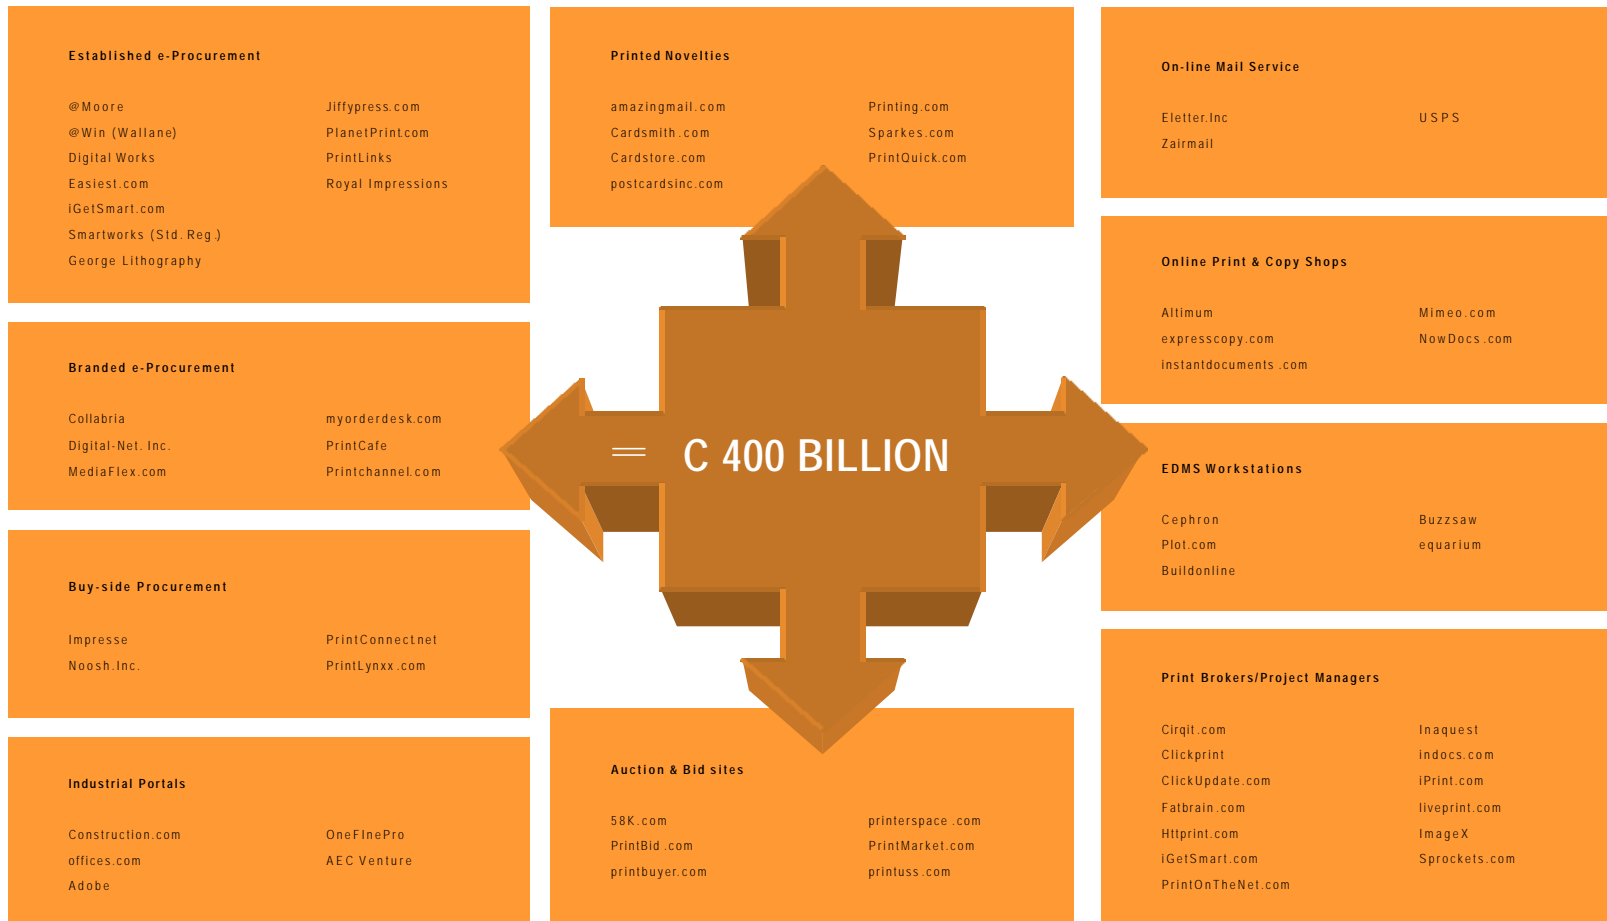 Established e-Procurement
@Moore
@Win (Wallane)
Digital Works
Easiest.com
iGetSmart.com
Smartworks (Std. Reg.)
George Lithography
Jiffypress.com
PlanetPrint.com
PrintLinks
Royal Impressions
Branded e-Procurement
Collabria
Digital-Net. Inc.
MediaFlex.com
myorderdesk.com
PrintCafe
Printchannel.com
Buy-side Procurement
Impresse
Noosh.Inc.
PrintConnect.net
PrintLynxx.com
Industrial Portals
Construction.com
offices.com
Adobe
OneFInePro
AEC Venture
Printed Novelties
amazingmail.com
Cardsmith.com
Cardstore.com
postcardsinc.com
Printing.com
Sparkes.com
PrintQuick.com
= C 400 BILLION
Auction & Bid sites
58K.com
PrintBid.com
printbuyer.com
printerspace.com
PrintMarket.com
printuss.com
On-line Mail Service
Eletter.Inc
Zairmail
USPS
Online Print & Copy Shops
Altimum
expresscopy.com
instantdocuments.com
Mimeo.com
NowDocs.com
EDMS Workstations
Cephron
Plot.com
Buildonline
Buzzsaw
equarium
Print Brokers/Project Managers
Cirqit.com
Clickprint
ClickUpdate.com
Fatbrain.com
Httprint.com
iGetSmart.com
PrintOnTheNet.com
Inaquest
indocs.com
iPrint.com
liveprint.com
ImageX
Sprockets.com